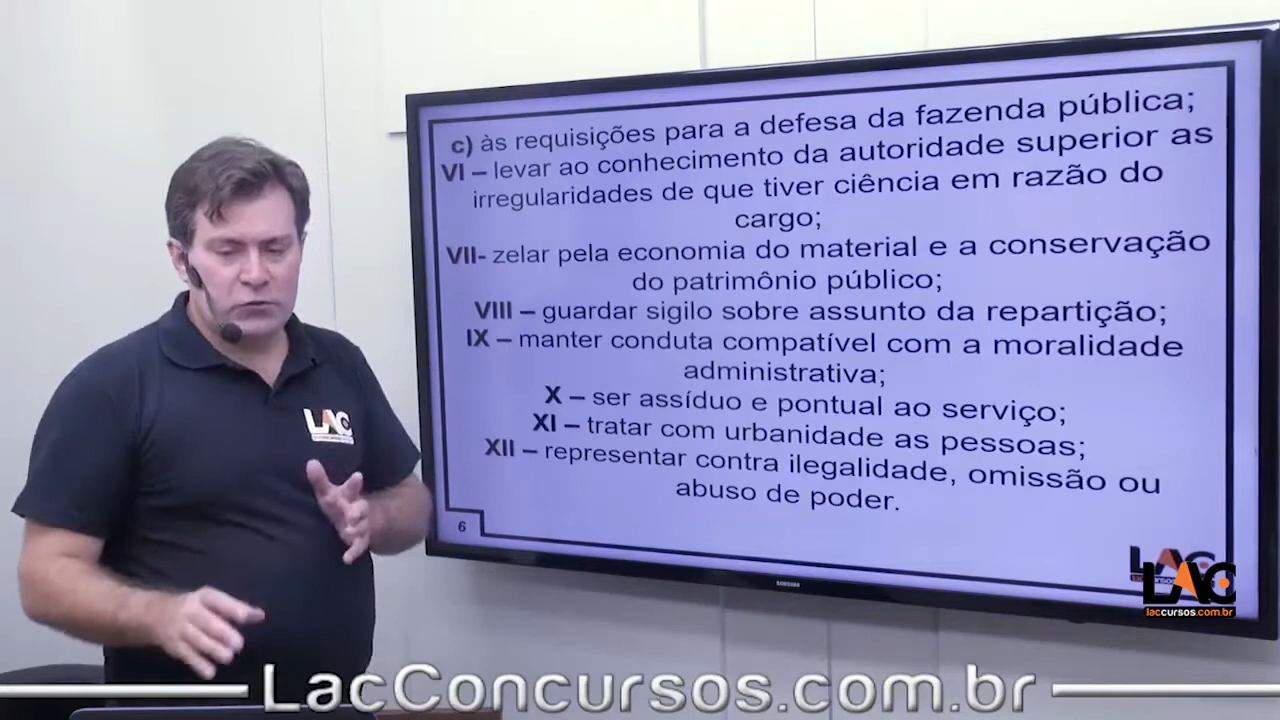 c) às requisições para a defesa da fazenda pública;
VI – levar ao conhecimento da autoridade superior as
irregularidades de que tiver ciência em razão do
cargo;
VII- zelar pela economia do material e a conservação
do patrimônio público;
VIII – guardar sigilo sobre assunto da repartição;
IX – manter conduta compatível com a moralidade
administrativa;
X – ser assíduo e pontual ao serviço;
XI – tratar com urbanidade as pessoas;
XII – representar contra ilegalidade, omissão ou
abuso de poder.
6
LAC
SAMSUNG
LAC
LAC
laccursos.com.br
LacConcursos.com.br